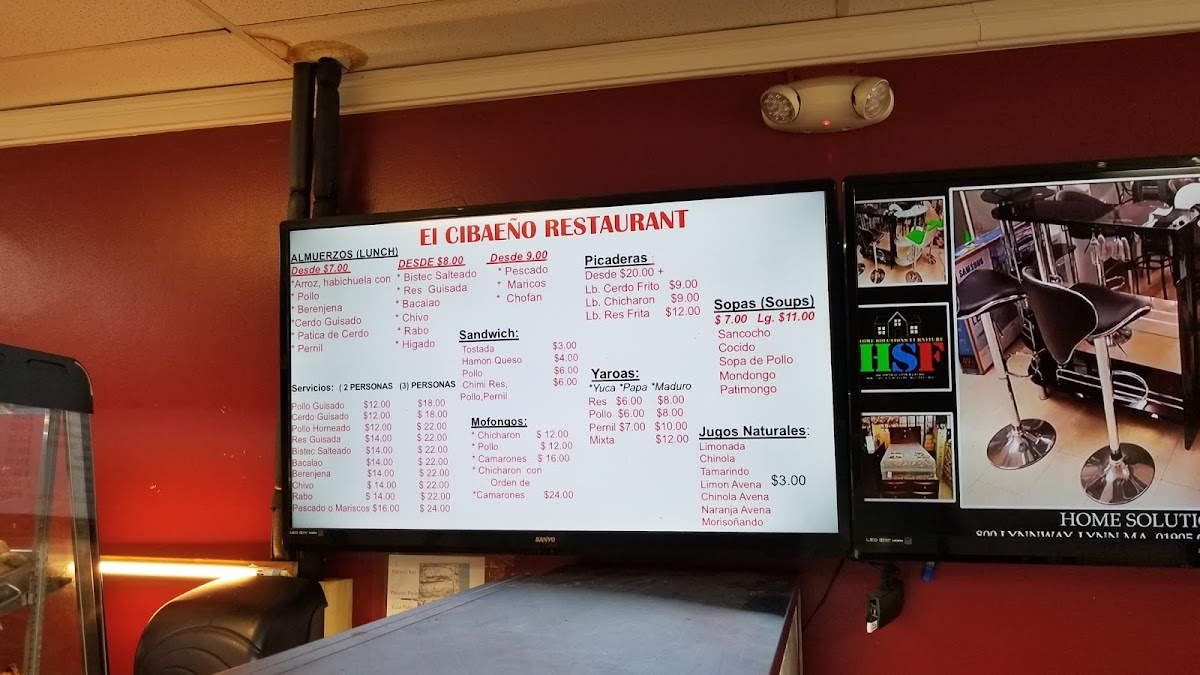 El CIBAEÑO RESTAURANT
ALMUERZOS (LUNCH)
Desde $7.00
*Arroz, habichuela con
* Pollo
* Berenjena
*Cerdo Guisado
* Patica de Cerdo
* Pernil
DESDE $8.00
* Bistec Salteado
* Res Guisada
* Bacalao
* Chivo
* Rabo
* Higado
Desde 9.00
* Pescado
* Maricos
* Chofan
Servicios: ( 2 PERSONAS (3) PERSONAS
Pollo Guisado $12.00 $18.00
Cerdo Guisado $12.00 $ 18.00
Pollo Horneado $12.00 $ 22.00
Res Guisada $14.00 $ 22.00
Bistec Salteado $14.00 $ 22.00
Bacalao $14.00 $ 22.00
Berenjena $14.00 $ 22.00
Chivo $ 14.00 $ 22.00
Rabo $ 14.00 $ 22.00
Pescado o Mariscos $16.00 $ 24.00
Sandwich:
Tostada $3.00
Hamon Queso $4.00
Pollo $6.00
Chimi Res, $6.00
Pollo,Pernil
Mofongos:
* Chicharon $ 12.00
* Pollo $ 12.00
* Camarones $ 16.00
* Chicharon con
Orden de
*Camarones $24.00
Picaderas :
Desde $20.00 +
Lb. Cerdo Frito $9.00
Lb. Chicharon $9.00
Lb. Res Frita $12.00
Yaroas:
*Yuca *Papa *Maduro
Res $6.00 $8.00
Pollo $6.00 $8.00
Pernil $7.00 $10.00
Mixta $12.00
Sopas (Soups)
$ 7.00 Lg. $11.00
Sancocho
Cocido
Sopa de Pollo
Mondongo
Patimongo
Jugos Naturales:
Limonada
Chinola
Tamarindo
Limon Avena $3.00
Chinola Avena
Naranja Avena
Morisoñando
SANYO
SAMSUNG
HOME SOLUTIONS FURNITURE
HSF
HOME SOLUTIO
800 LYNNWAY, LYNN MA, 01905